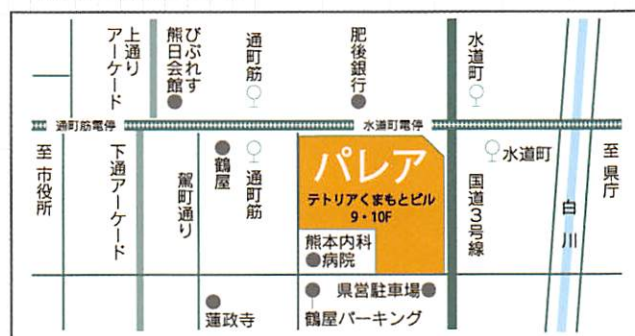 上通り
アーケード
びぷれす
熊日会館
通町筋
肥後銀行
水道町
通町筋電停
水道町電停
至 市役所
下通アーケード
駕町通り
鶴屋
通町筋
パレア
テトリアくまもとビル
9・10F
熊本内科
病院
国道3号線
水道町
白川
至 県庁
蓮政寺
県営駐車場
鶴屋パーキング